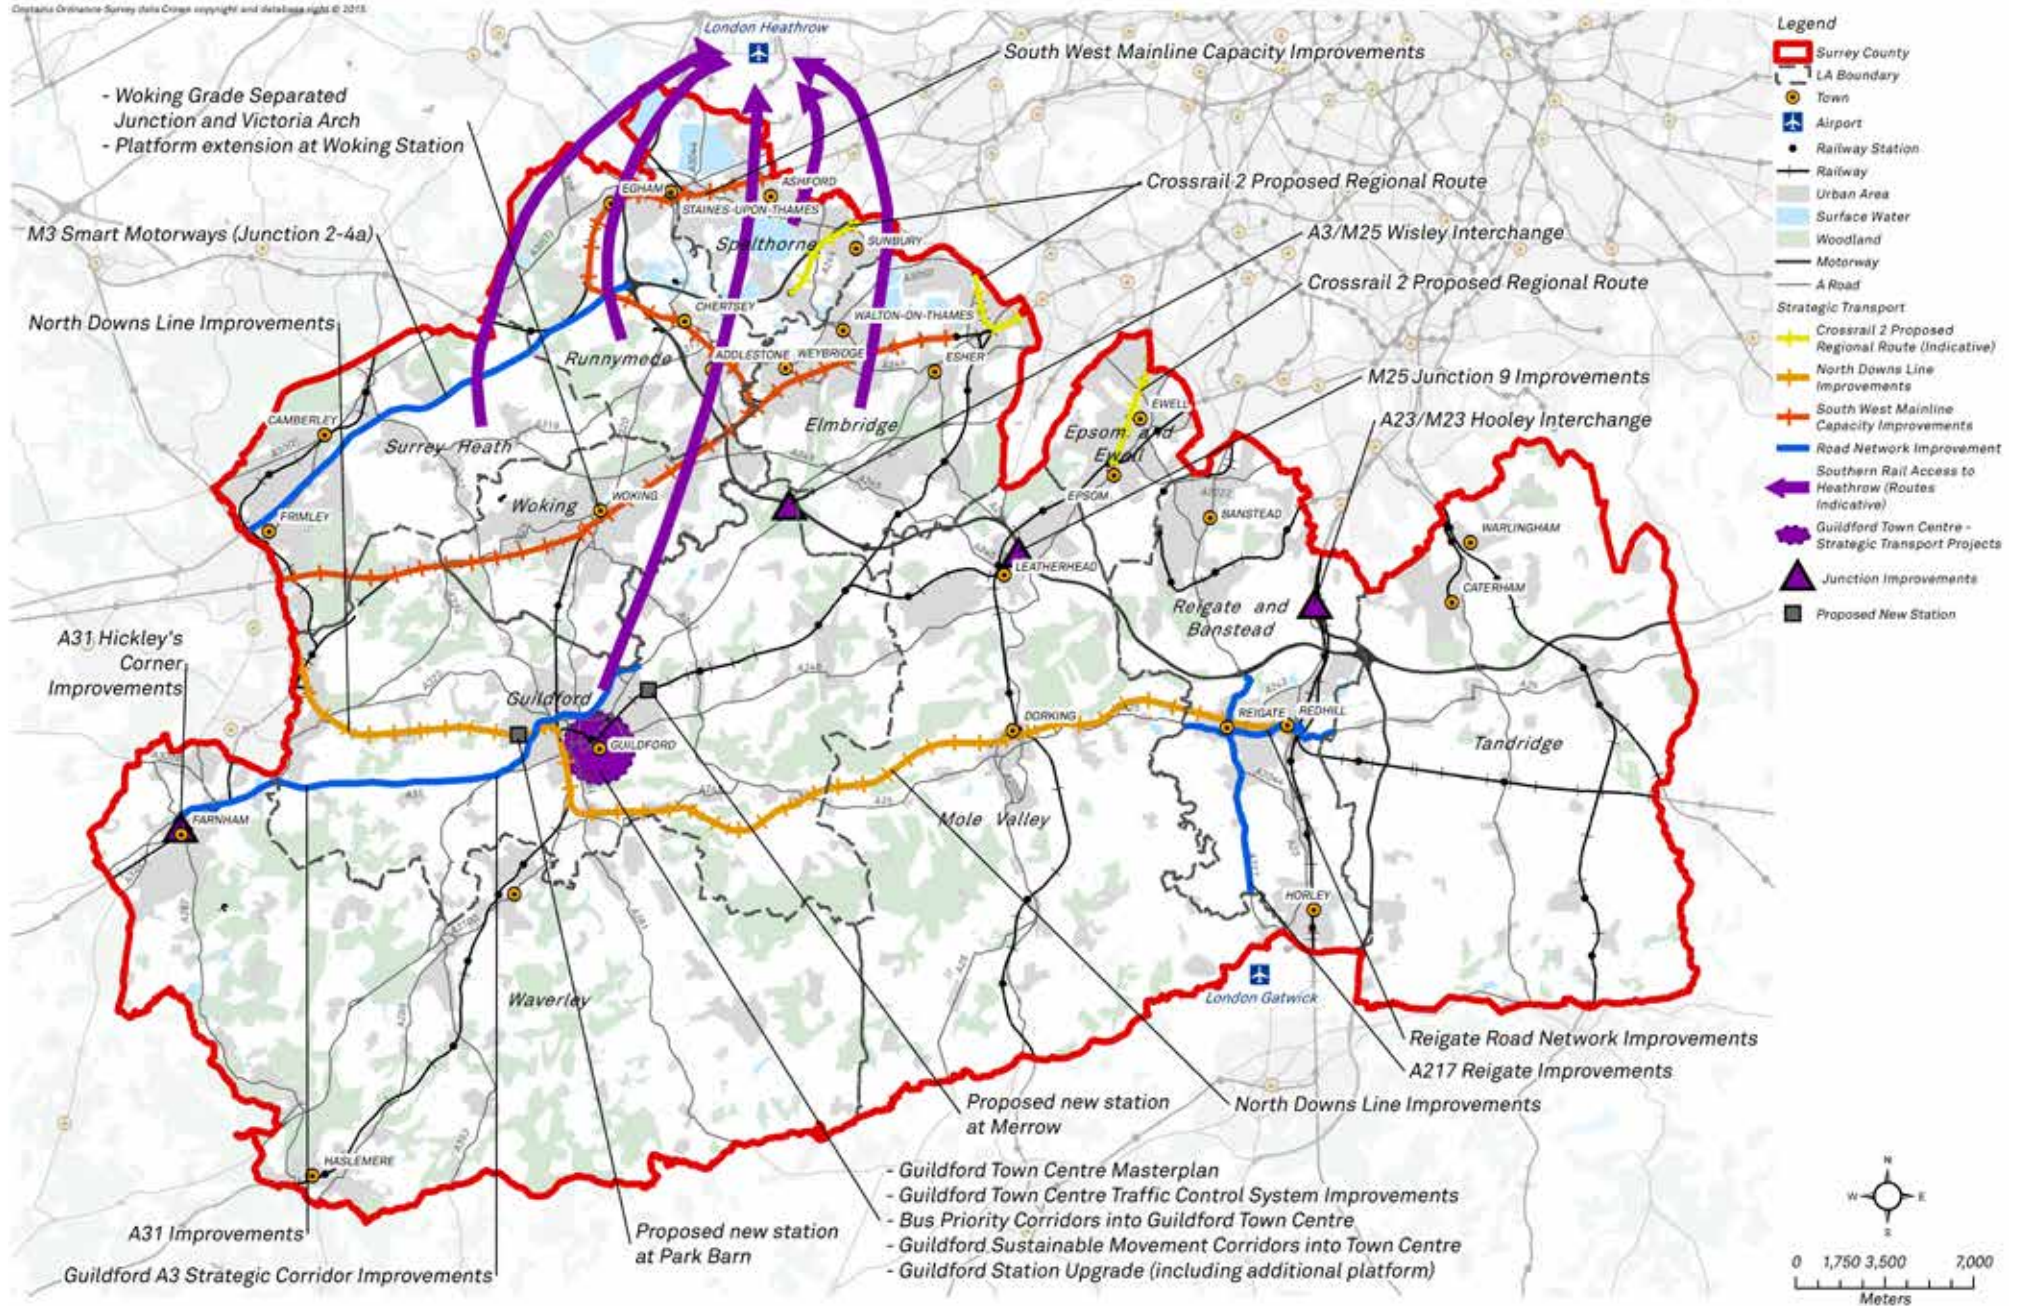 Contains Ordnance Survey data Crown copyright and database right © 2015
London Heathrow
South West Mainline Capacity Improvements
- Woking Grade Separated
Junction and Victoria Arch
- Platform extension at Woking Station
Crossrail 2 Proposed Regional Route
M3 Smart Motorways (Junction 2-4a)
A3/M25 Wisley Interchange
Crossrail 2 Proposed Regional Route
North Downs Line Improvements
M25 Junction 9 Improvements
A23/M23 Hooley Interchange
A31 Hickley's
Corner
Improvements
EGHAM
ASHFORD
STAINES-UPON-THAMES
Spelthorne
SUNBURY
CHERTSEY
WALTON-ON-THAMES
Runnymede
ADDLESTONE
WEYBRIDGE
ESHER
CAMBERLEY
Surrey Heath
Elmbridge
EWELL
Epsom and
Ewell
EPSOM
Woking
WOKING
FRIMLEY
BANSTEAD
WARLINGHAM
LEATHERHEAD
CATERHAM
Reigate and
Banstead
Guildford
GUILDFORD
DORKING
REIGATE
REDHILL
Tandridge
FARNHAM
Mole Valley
HORLEY
Waverley
London Gatwick
HASLEMERE
Reigate Road Network Improvements
A217 Reigate Improvements
North Downs Line Improvements
Proposed new station
at Merrow
- Guildford Town Centre Masterplan
- Guildford Town Centre Traffic Control System Improvements
- Bus Priority Corridors into Guildford Town Centre
- Guildford Sustainable Movement Corridors into Town Centre
- Guildford Station Upgrade (including additional platform)
Proposed new station
at Park Barn
A31 Improvements
Guildford A3 Strategic Corridor Improvements
Legend
Surrey County
LA Boundary
Town
Airport
Railway Station
Railway
Urban Area
Surface Water
Woodland
Motorway
A Road
Strategic Transport
Crossrail 2 Proposed
Regional Route (Indicative)
North Downs Line
Improvements
South West Mainline
Capacity Improvements
Road Network Improvement
Southern Rail Access to
Heathrow (Routes
Indicative)
Guildford Town Centre -
Strategic Transport Projects
Junction Improvements
Proposed New Station
N
W
E
S
0 1,750 3,500 7,000
Meters